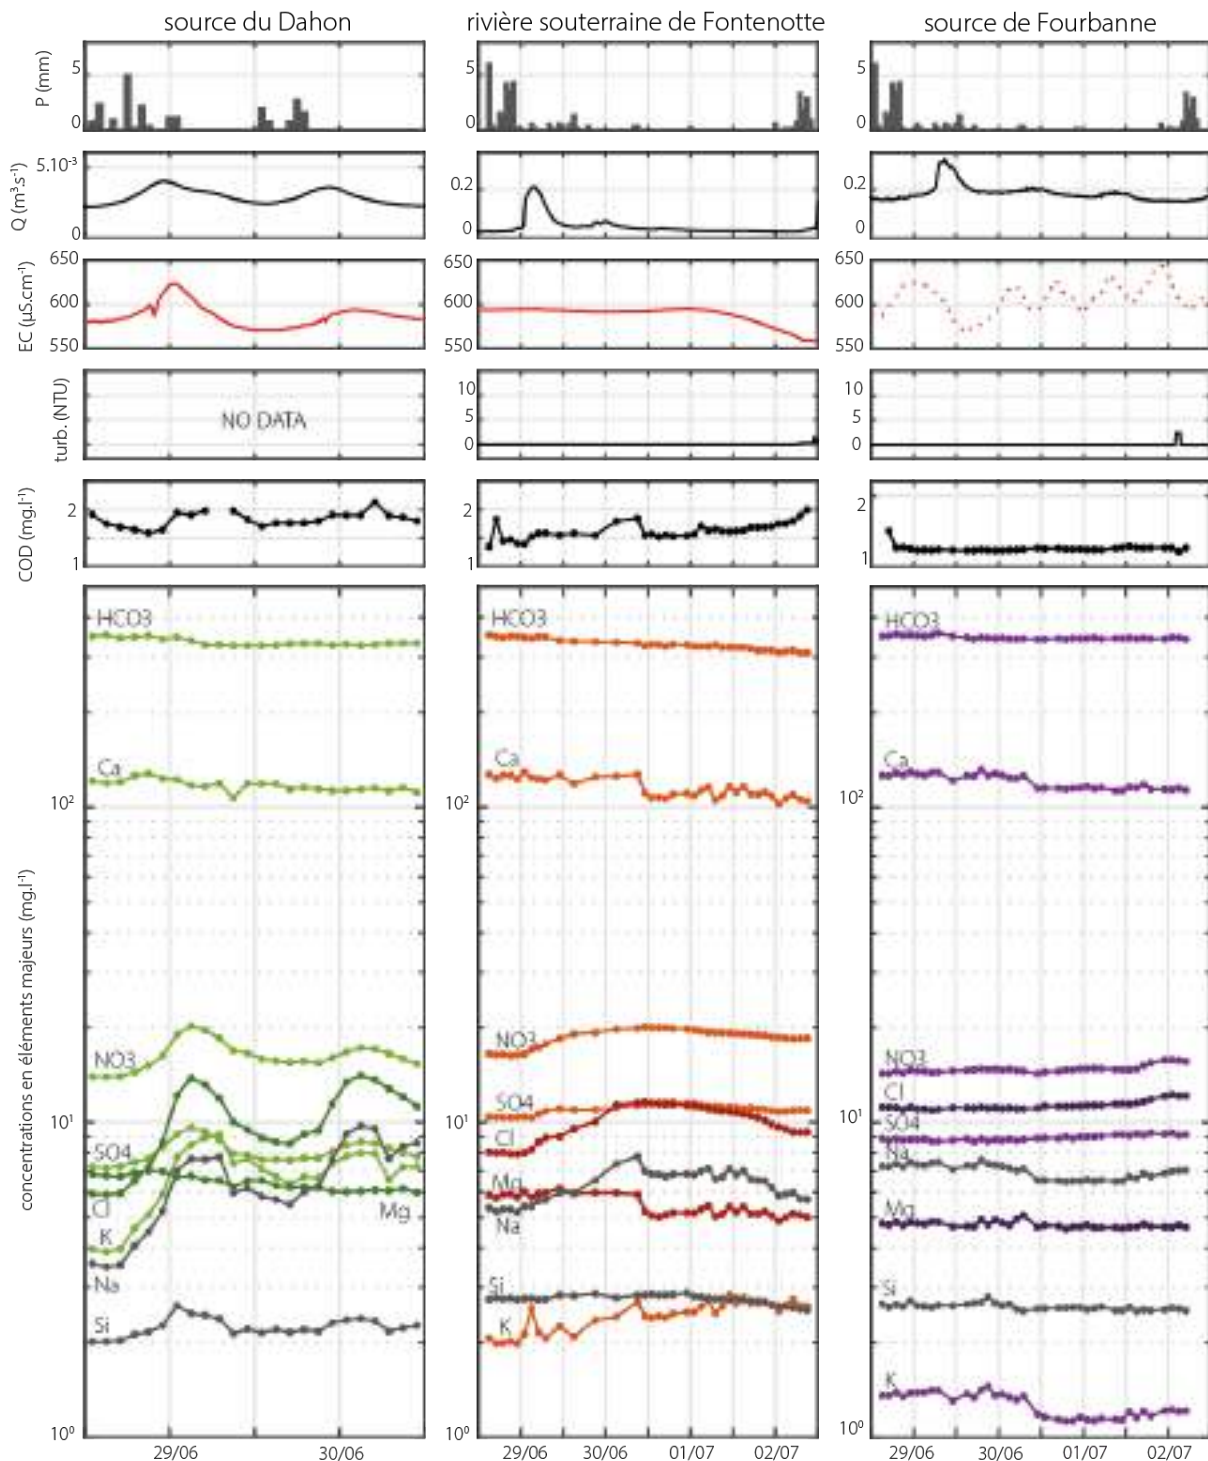 source du Dahon
rivière souterraine de Fontenotte
source de Fourbanne
P (mm)
5
0
5
0
5
0
Q (m³.s⁻¹)
5.10⁻³
0
0.2
0
0.2
0
EC (µS.cm⁻¹)
650
600
550
650
600
550
650
600
550
turb. (NTU)
NO DATA
10
5
0
10
5
0
COD (mg.l⁻¹)
2
1
2
1
2
1
concentrations en éléments majeurs (mg.l⁻¹)
HCO3
HCO3
HCO3
Ca
Ca
Ca
10²
10²
10²
NO3
NO3
NO3
Cl
10¹
10¹
10¹
SO4
SO4
SO4
Cl
Na
Cl
Mg
Mg
Mg
K
Na
Na
Si
Si
Si
K
K
10⁰
10⁰
10⁰
29/06
30/06
29/06
30/06
01/07
02/07
29/06
30/06
01/07
02/07